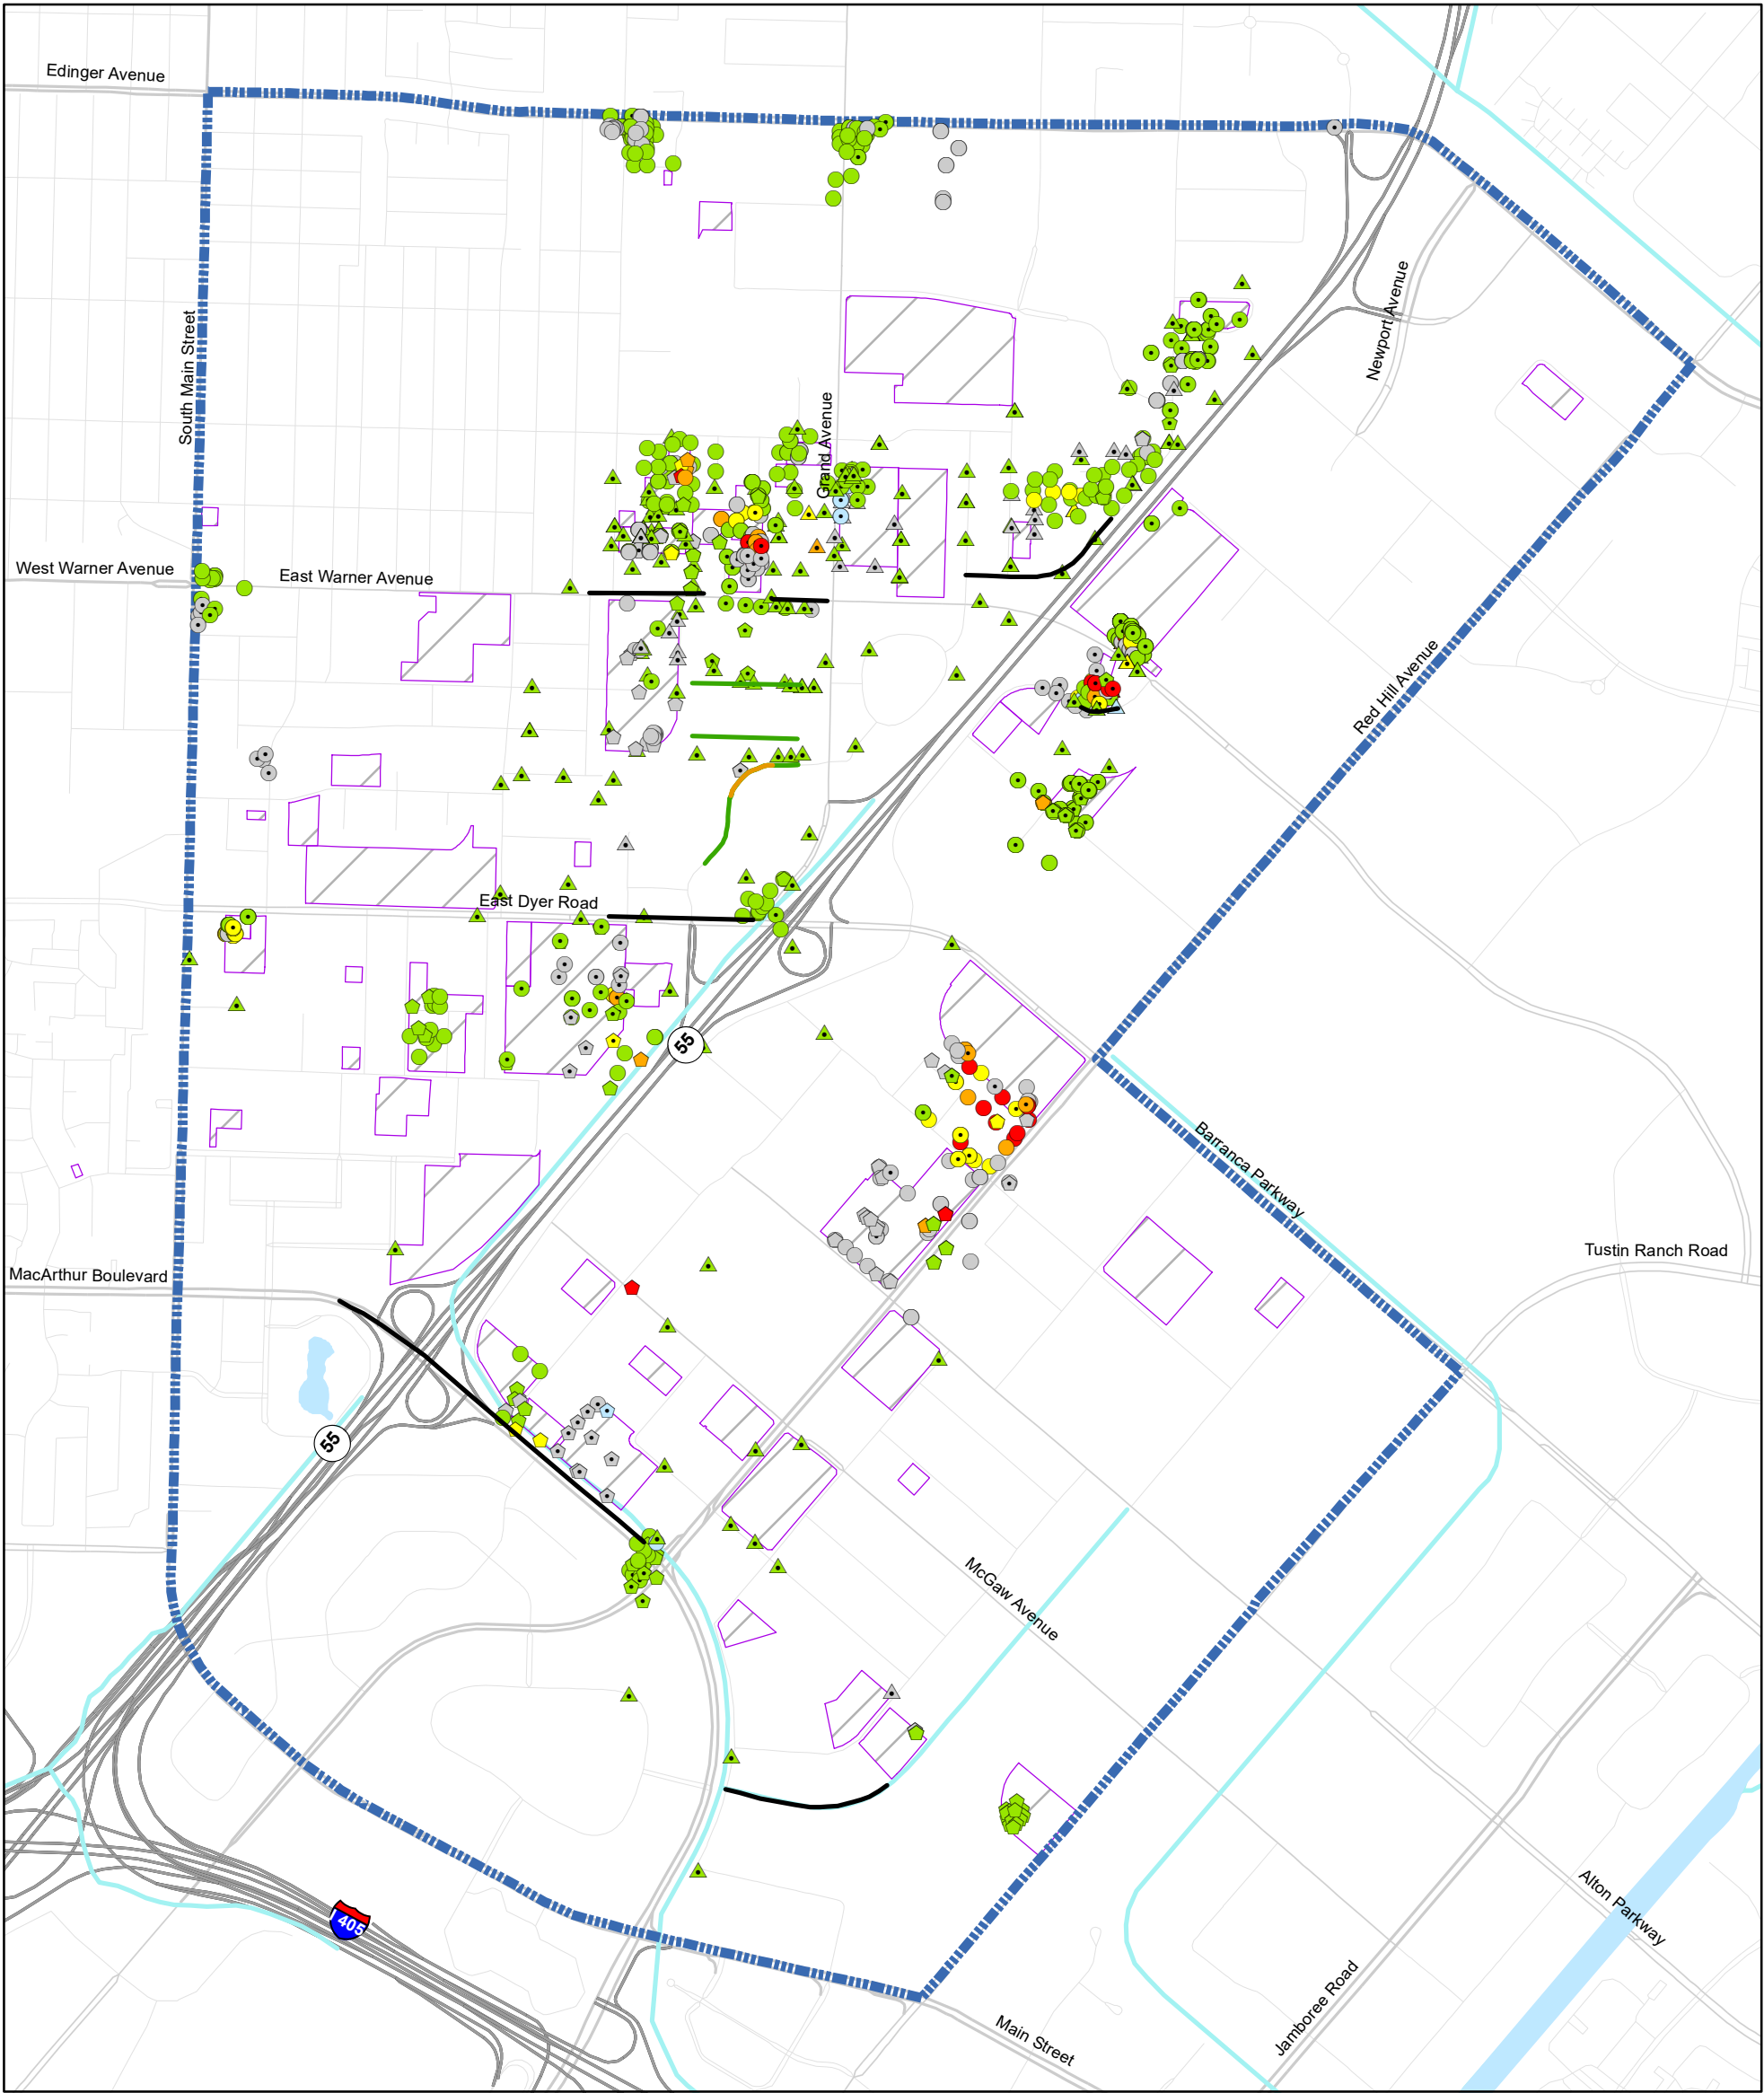 Edinger Avenue
Newport Avenue
South Main Street
Grand Avenue
West Warner Avenue
East Warner Avenue
Red Hill Avenue
East Dyer Road
55
Barranca Parkway
Tustin Ranch Road
MacArthur Boulevard
55
McGaw Avenue
Alton Parkway
405
Jamboree Road
Main Street